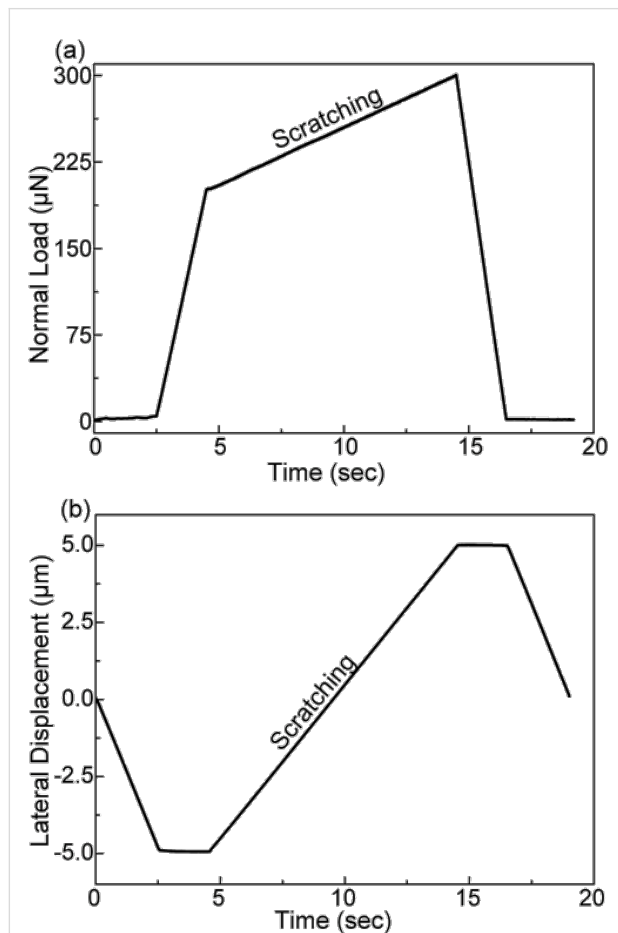 (a)
300
225
150
75
0
Normal Load (µN)
Scratching
0 5 10 15 20
Time (sec)
(b)
5.0
2.5
0.0
-2.5
-5.0
Lateral Displacement (µm)
Scratching
0 5 10 15 20
Time (sec)